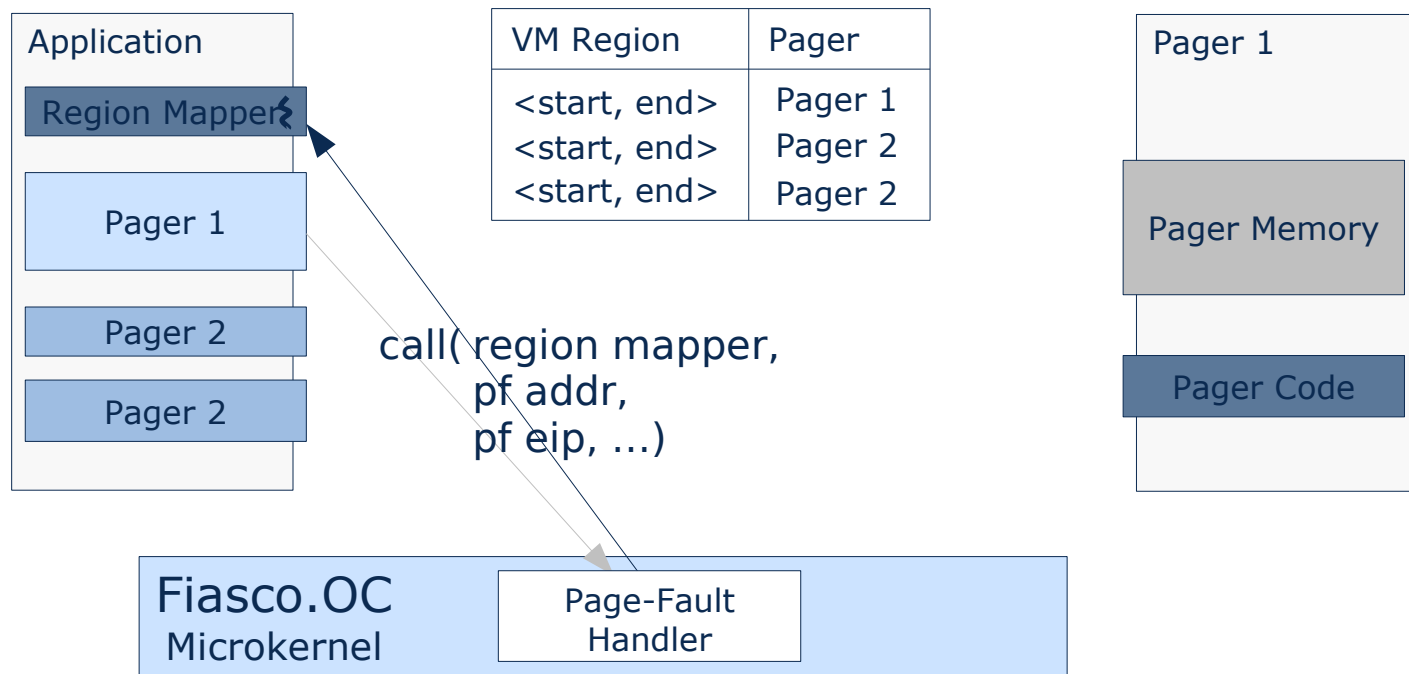 Application
Region Mapper
Pager 1
Pager 2
Pager 2
VM Region Pager
<start, end> Pager 1
<start, end> Pager 2
<start, end> Pager 2
call( region mapper,
pf addr,
pf eip, ...)
Pager 1
Pager Memory
Pager Code
Fiasco.OC
Microkernel
Page-Fault
Handler